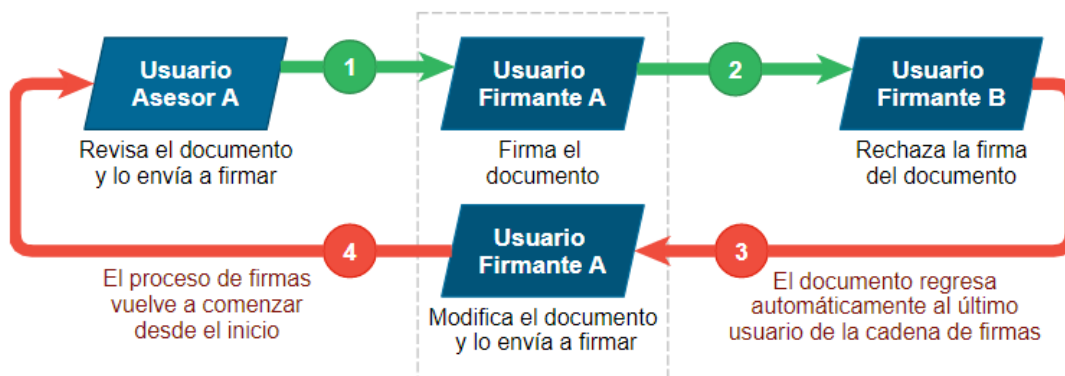 Usuario
Asesor A
1
Usuario
Firmante A
2
Usuario
Firmante B
Revisa el documento
y lo envía a firmar
Firma el
documento
Rechaza la firma
del documento
Usuario
Firmante A
4
3
El proceso de firmas
vuelve a comenzar
desde el inicio
Modifica el documento
y lo envía a firmar
El documento regresa
automáticamente al último
usuario de la cadena de firmas